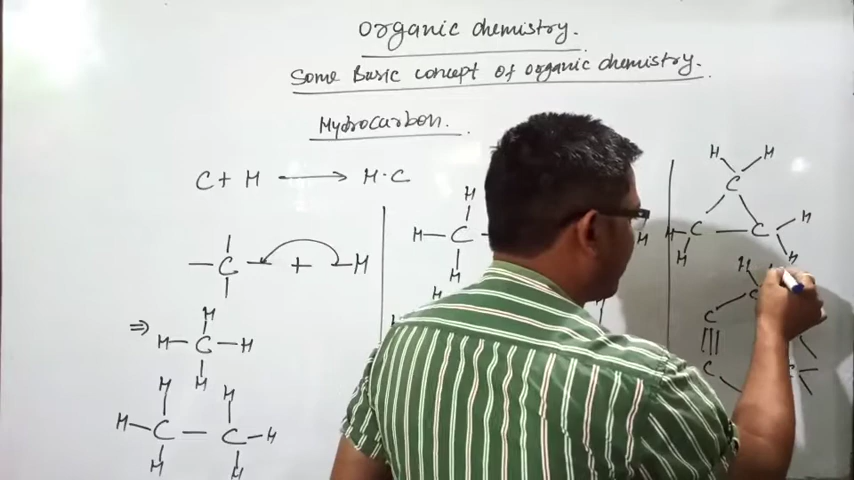 Organic chemistry.
Some Basic concept of organic chemistry.
Hydrocarbon.
C + H → H·C
– C – + – H
⇒ H – C – H
H
H
H H
H – C – C – H
H H
H
H – C
H
H
H
H H
C
H – C – C – H
H H
H
C
C
C